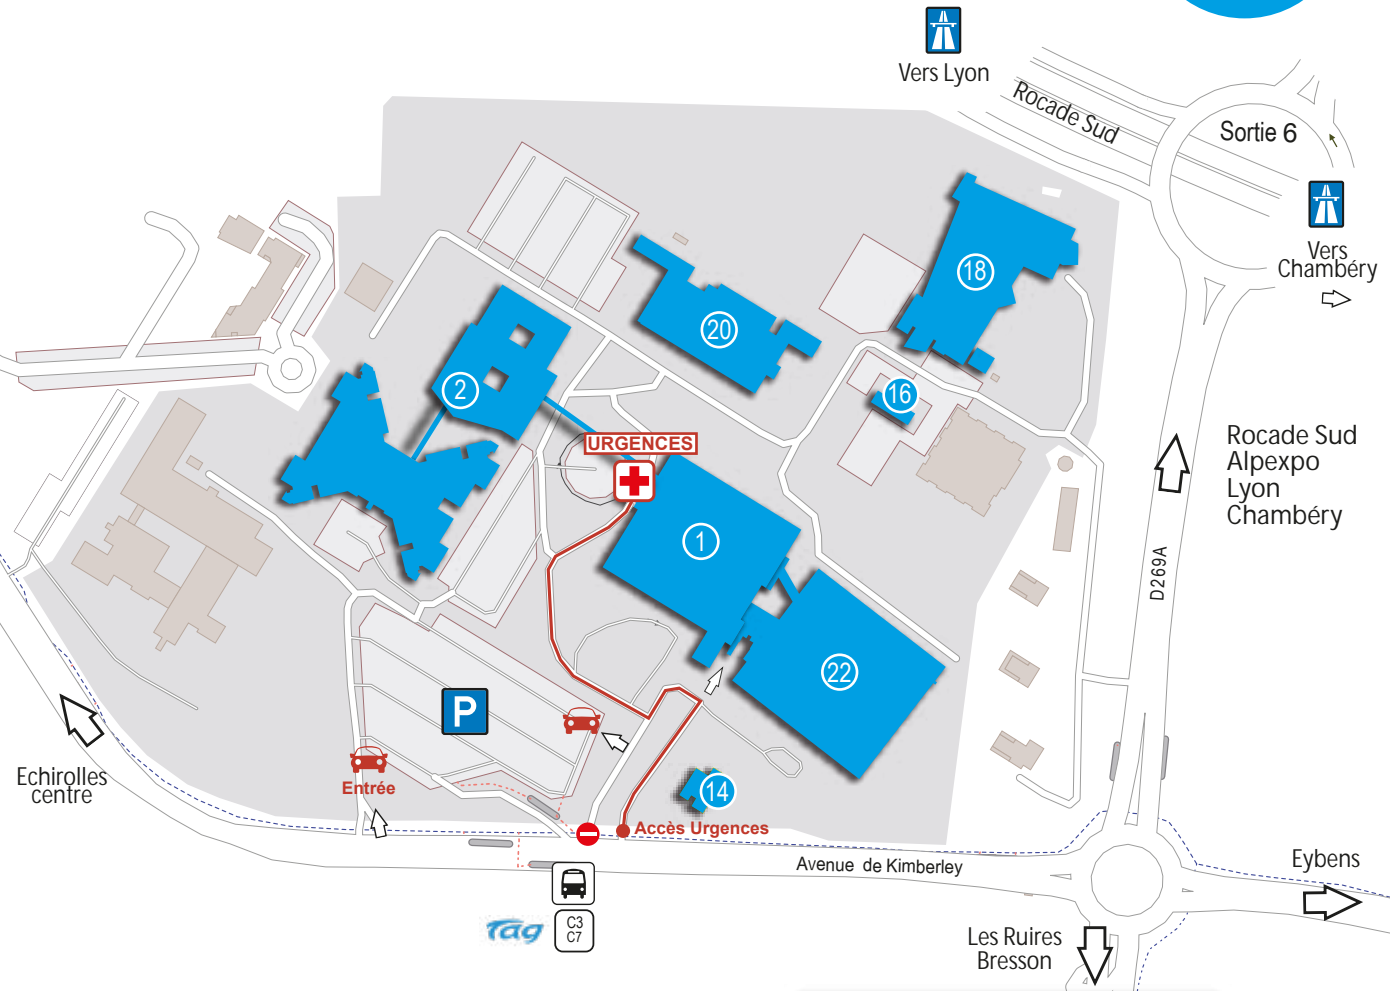 Vers Lyon
Rocade Sud
Sortie 6
Vers
Chambéry
18
20
16
2
URGENCES
1
Rocade Sud
Alpexpo
Lyon
Chambéry
D269A
22
P
Entrée
14
Echirolles
centre
Accès Urgences
Avenue de Kimberley
Eybens
Tag
C3
C7
Les Ruires
Bresson